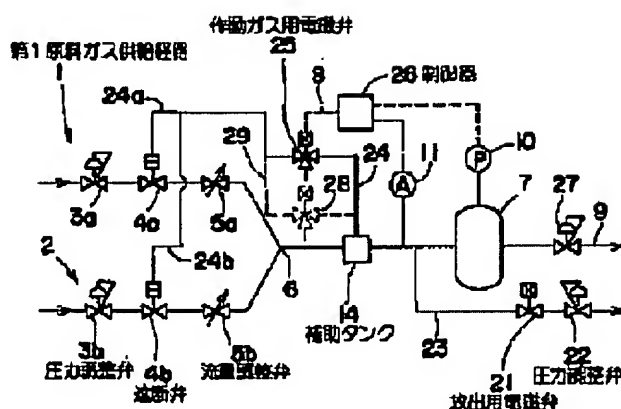 作動ガス用電磁弁
25
第1原料ガス供給経路
1
24a
8
26 制御器
29
24
11
A
P
10
7
27
9
28
3a
4a
5a
2
24b
6
14
補助タンク
23
3b
圧力調整弁
4b
遮断弁
5b
流量調整弁
21
放出用電磁弁
22
圧力調整弁